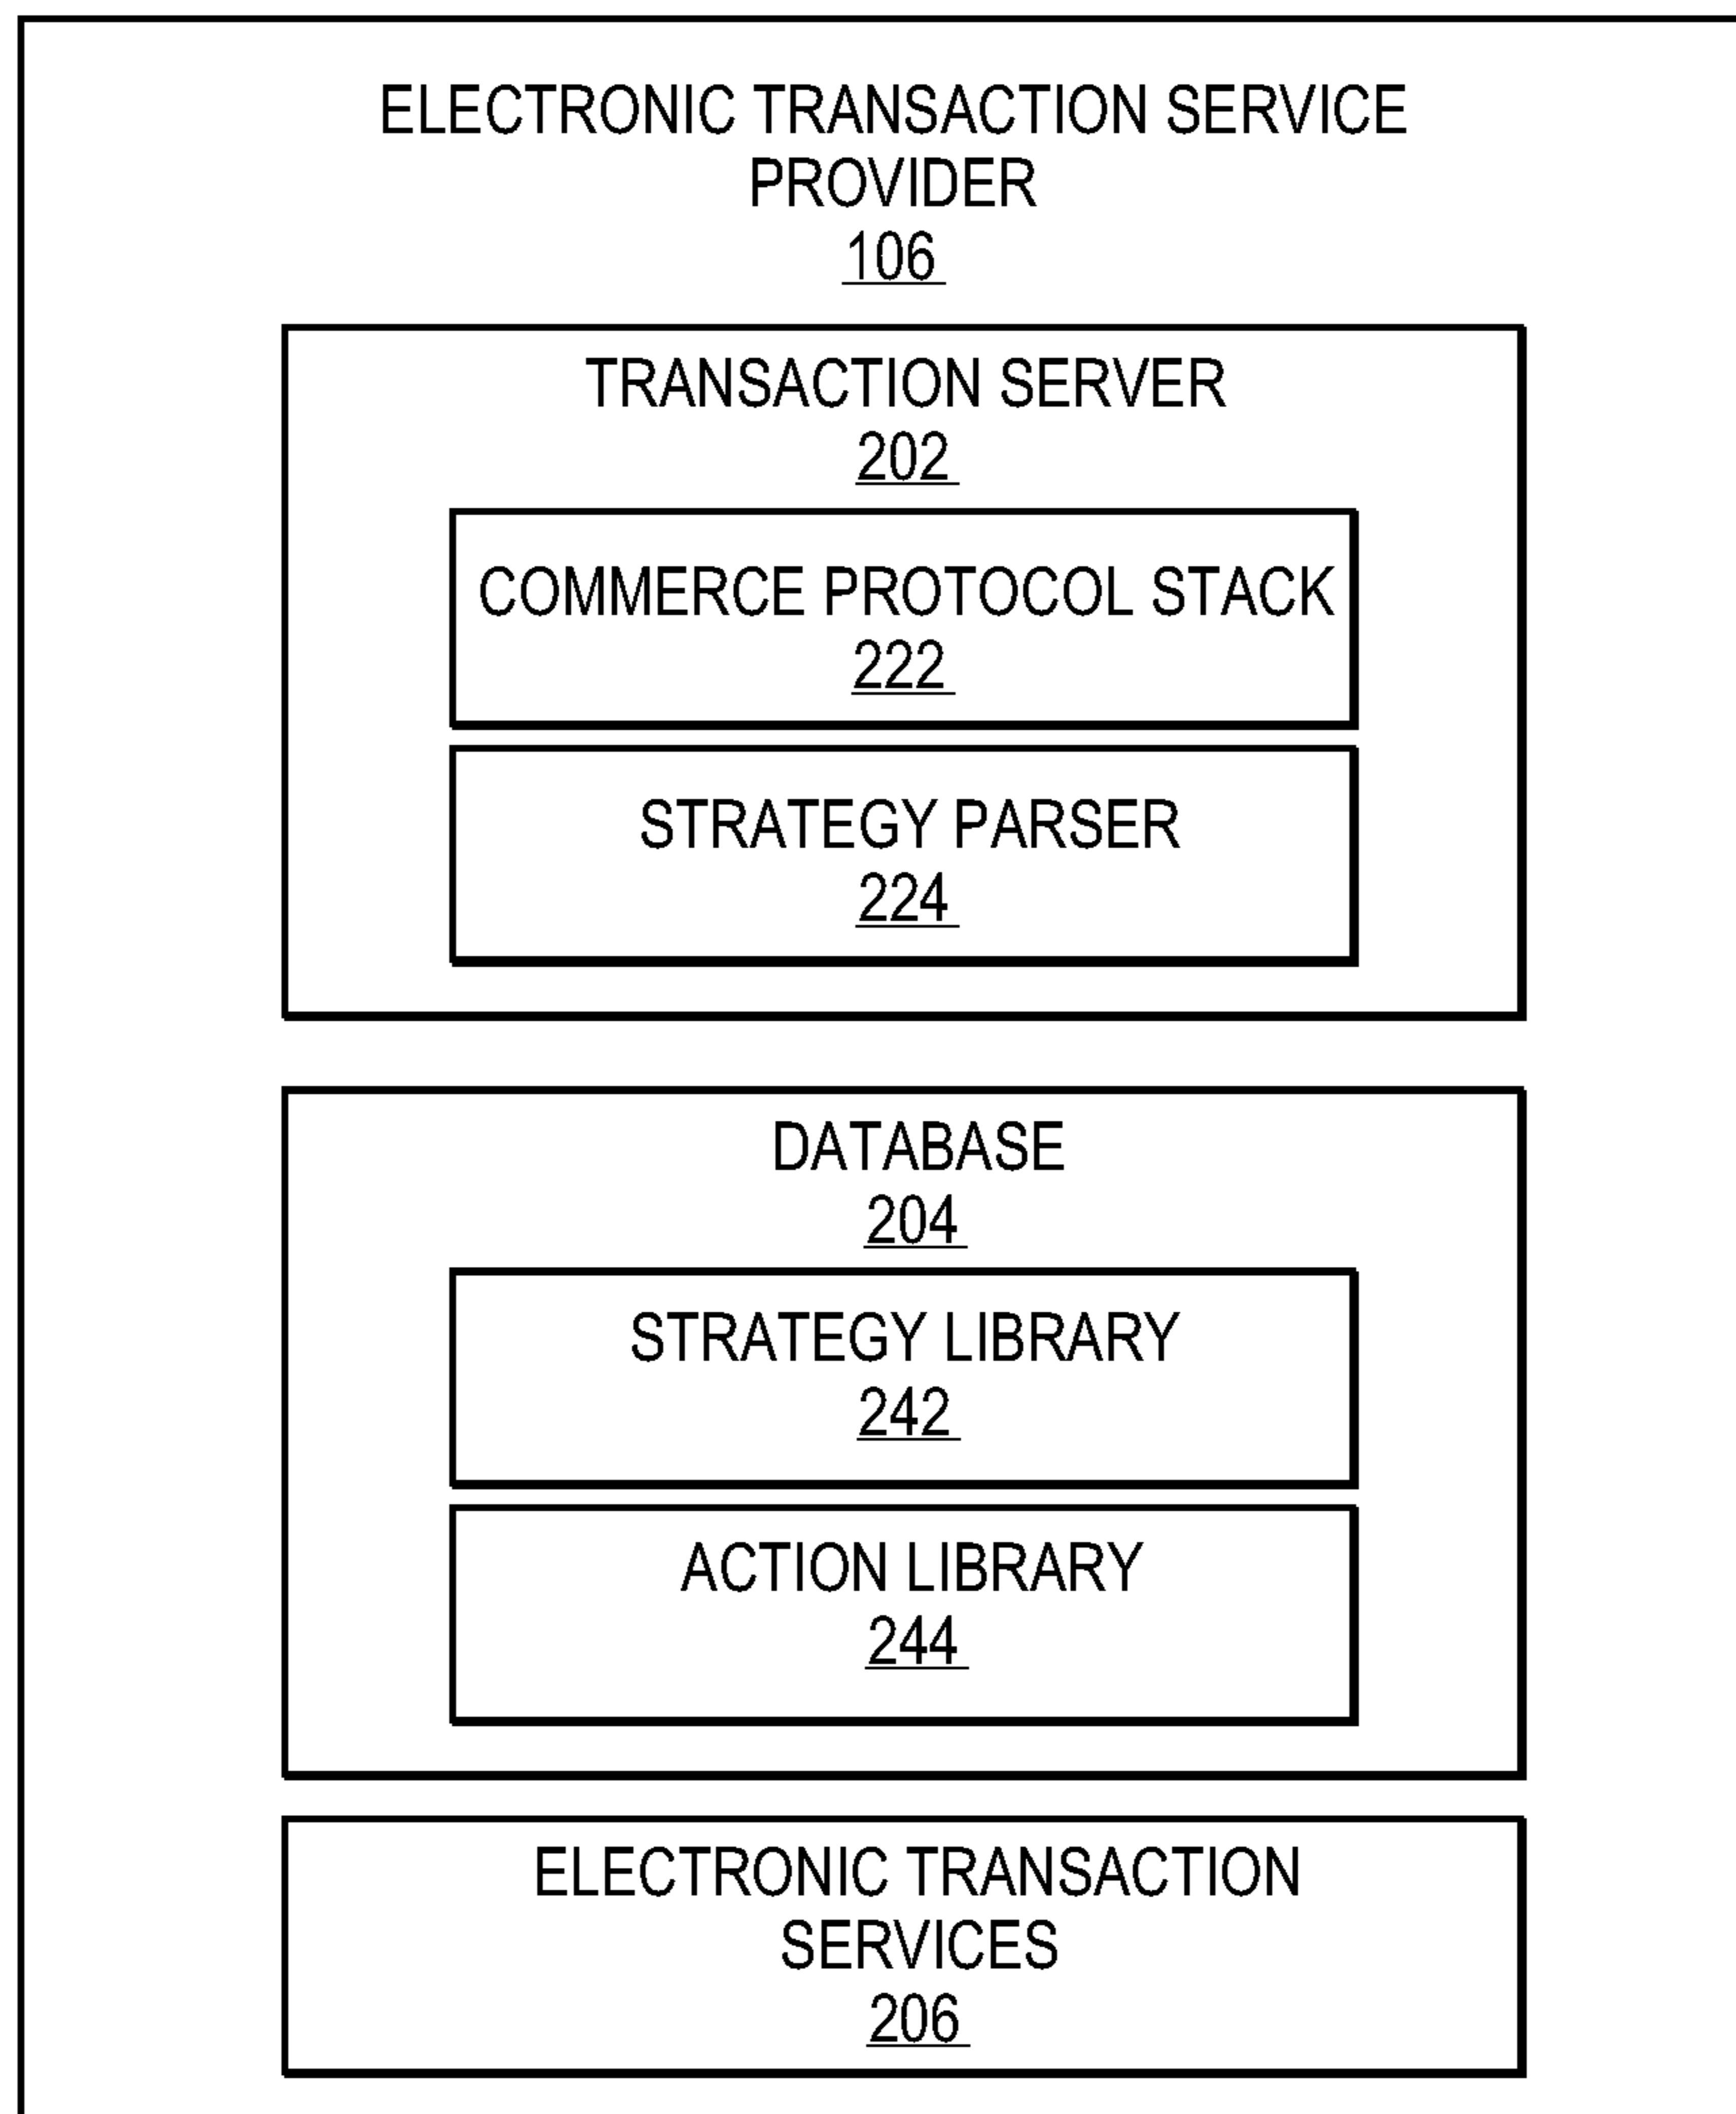 ELECTRONIC TRANSACTION SERVICE
PROVIDER
106
TRANSACTION SERVER
202
COMMERCE PROTOCOL STACK
222
STRATEGY PARSER
224
DATABASE
204
STRATEGY LIBRARY
242
ACTION LIBRARY
244
ELECTRONIC TRANSACTION
SERVICES
206